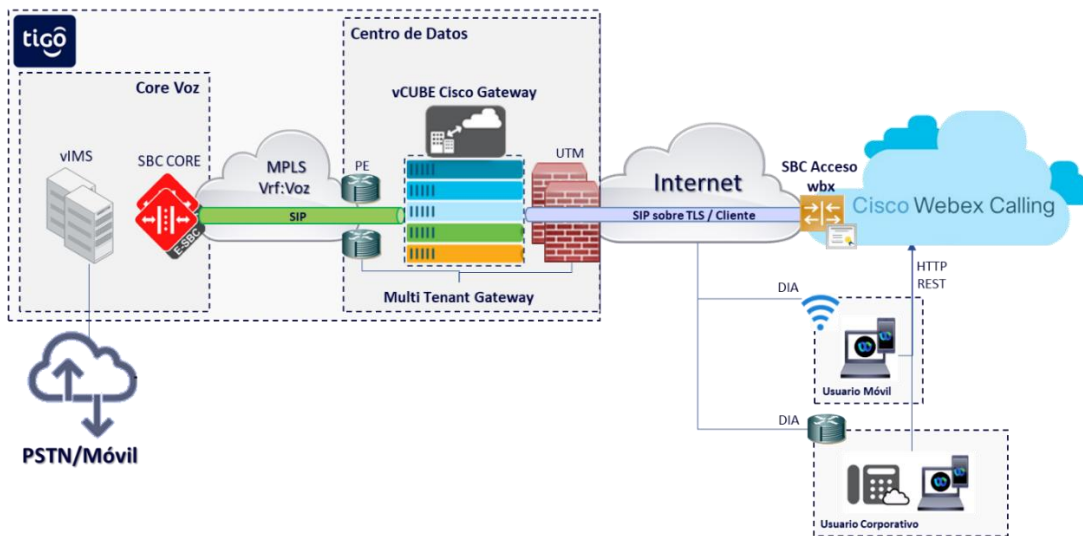 tigô
Centro de Datos
Core Voz
vCUBE Cisco Gateway
vIMS
SBC CORE
MPLS
Vrf:Voz
PE
UTM
Internet
SBC Acceso
wbx
Cisco Webex Calling
E-SBC
SIP
SIP sobre TLS / Cliente
Multi Tenant Gateway
HTTP
REST
DIA
Usuario Móvil
DIA
PSTN/Móvil
Usuario Corporativo